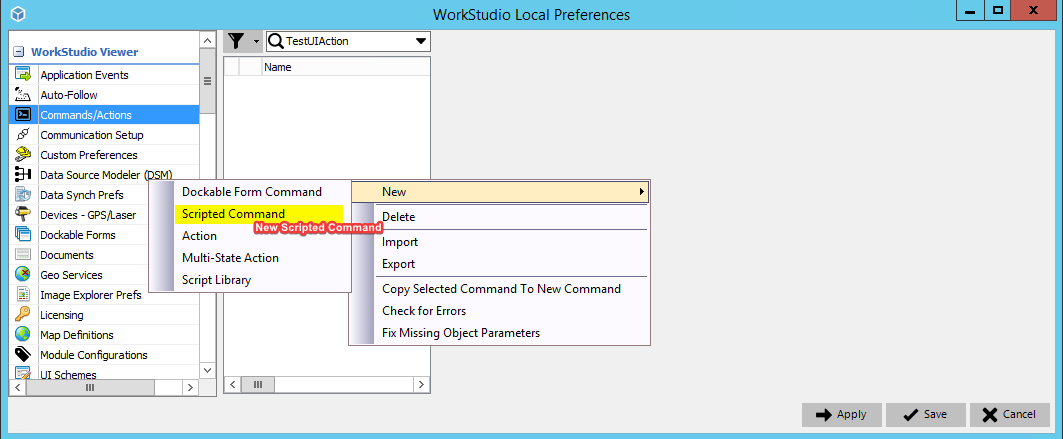 WorkStudio Local Preferences
WorkStudio Viewer
Application Events
Auto-Follow
Commands/Actions
Communication Setup
Custom Preferences
Data Source Modeler (DSM)
Data Synch Prefs
Devices - GPS/Laser
Dockable Forms
Documents
Geo Services
Image Explorer Prefs
Licensing
Map Definitions
Module Configurations
UI Schemes
TestUIAction
Name
Dockable Form Command
Scripted Command
New Scripted Command
Action
Multi-State Action
Script Library
New
Delete
Import
Export
Copy Selected Command To New Command
Check for Errors
Fix Missing Object Parameters
Apply
Save
Cancel